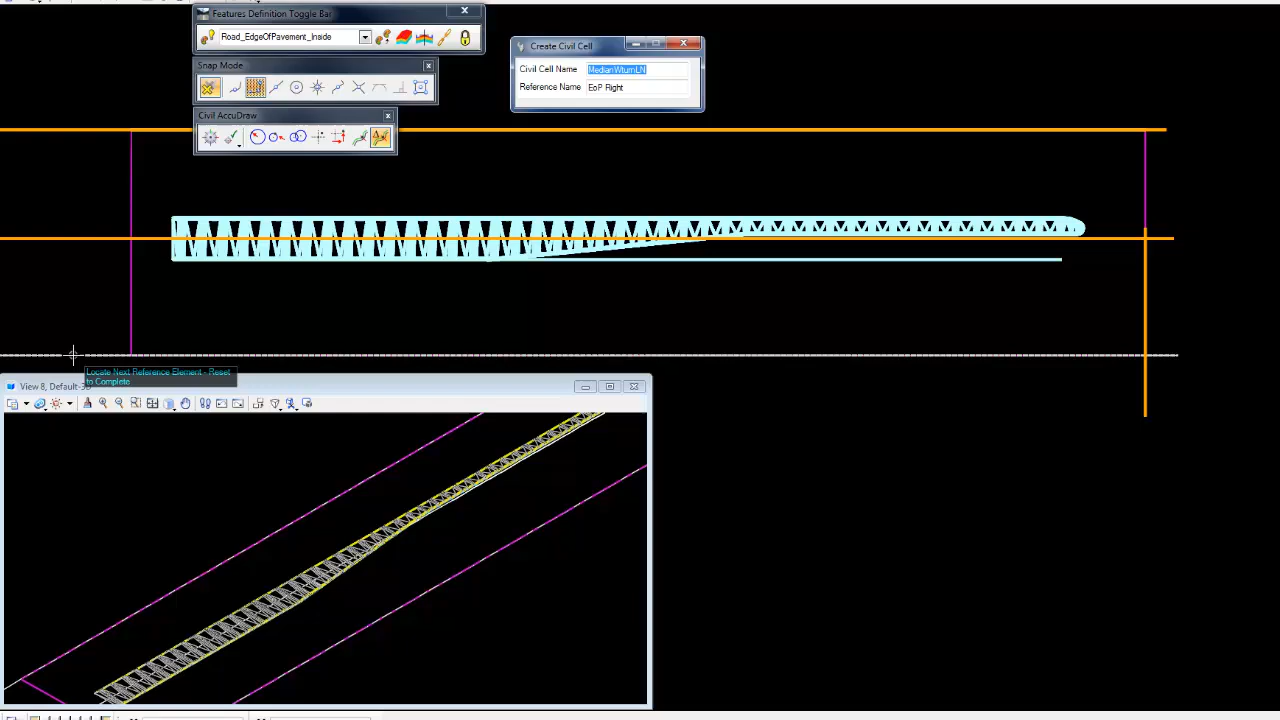 Features Definition Toggle Bar
Road_EdgeOfPavement_Inside
Snap Mode
Civil AccuDraw
Create Civil Cell
Civil Cell Name MedianWturnLN
Reference Name EoP Right
Locate Next Reference Element - Reset
to Complete
View 8, Default-3D